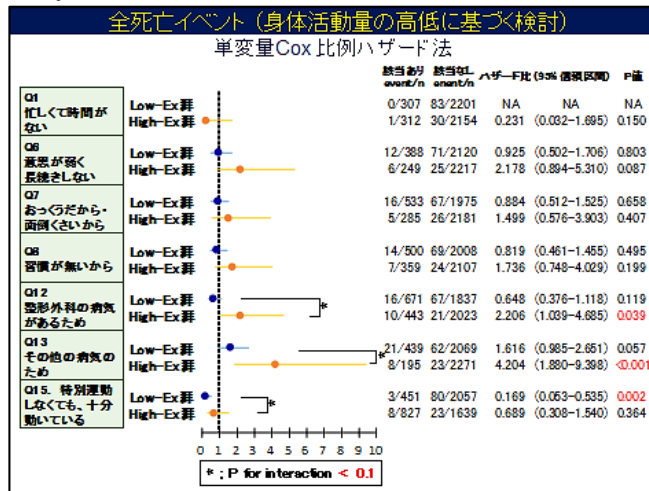 全死亡イベント（身体活動量の高低に基づく検討）
単変量Cox 比例ハザード法
該当あり 該当なし ハザード比 (95% 信頼区間) P値
event/n enent/n
Q1
忙しくて時間が
ない
Low-Ex群 0/307 83/2201 NA NA NA
High-Ex群 1/312 30/2154 0.231 (0.032-1.695) 0.150
Q6
意思が弱く
長続きしない
Low-Ex群 12/388 71/2120 0.925 (0.502-1.706) 0.803
High-Ex群 6/249 25/2217 2.178 (0.894-5.310) 0.087
Q7
おっくうだから・
面倒くさいから
Low-Ex群 16/533 67/1975 0.884 (0.512-1.525) 0.658
High-Ex群 5/285 26/2181 1.499 (0.576-3.903) 0.407
Q8
習慣が無いから
Low-Ex群 14/500 69/2008 0.819 (0.461-1.455) 0.495
High-Ex群 7/359 24/2107 1.736 (0.748-4.029) 0.199
Q12
整形外科の病気
があるため
Low-Ex群 16/671 67/1837 0.648 (0.376-1.118) 0.119
High-Ex群 10/443 21/2023 2.206 (1.039-4.685) 0.039
*
Q13
その他の病気の
ため
Low-Ex群 21/439 62/2069 1.616 (0.985-2.651) 0.057
High-Ex群 8/195 23/2271 4.204 (1.880-9.398) <0.001
*
Q15. 特別運動
しなくても、十分
動いている
Low-Ex群 3/451 80/2057 0.169 (0.053-0.535) 0.002
High-Ex群 8/827 23/1639 0.689 (0.308-1.540) 0.364
*
0 1 2 3 4 5 6 7 8 9 10
* ; P for interaction < 0.1